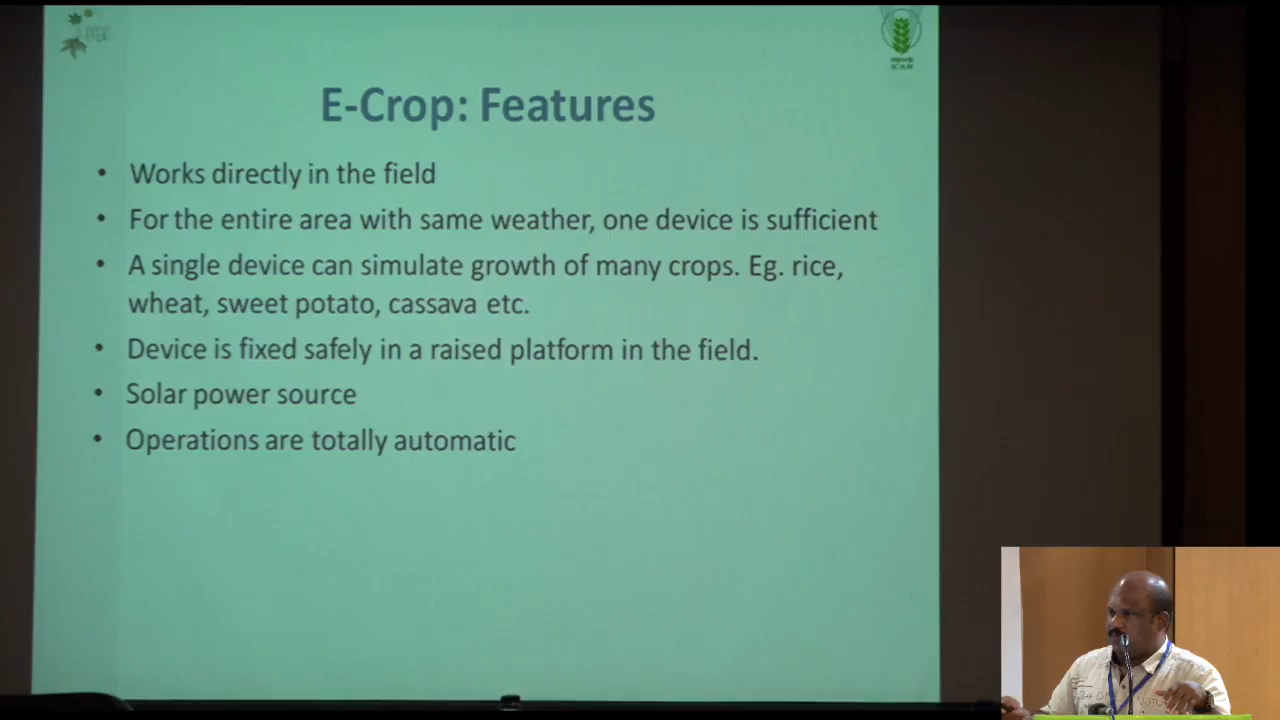 E-Crop: Features
• Works directly in the field
• For the entire area with same weather, one device is sufficient
• A single device can simulate growth of many crops. Eg. rice,
wheat, sweet potato, cassava etc.
• Device is fixed safely in a raised platform in the field.
• Solar power source
• Operations are totally automatic
ICAR